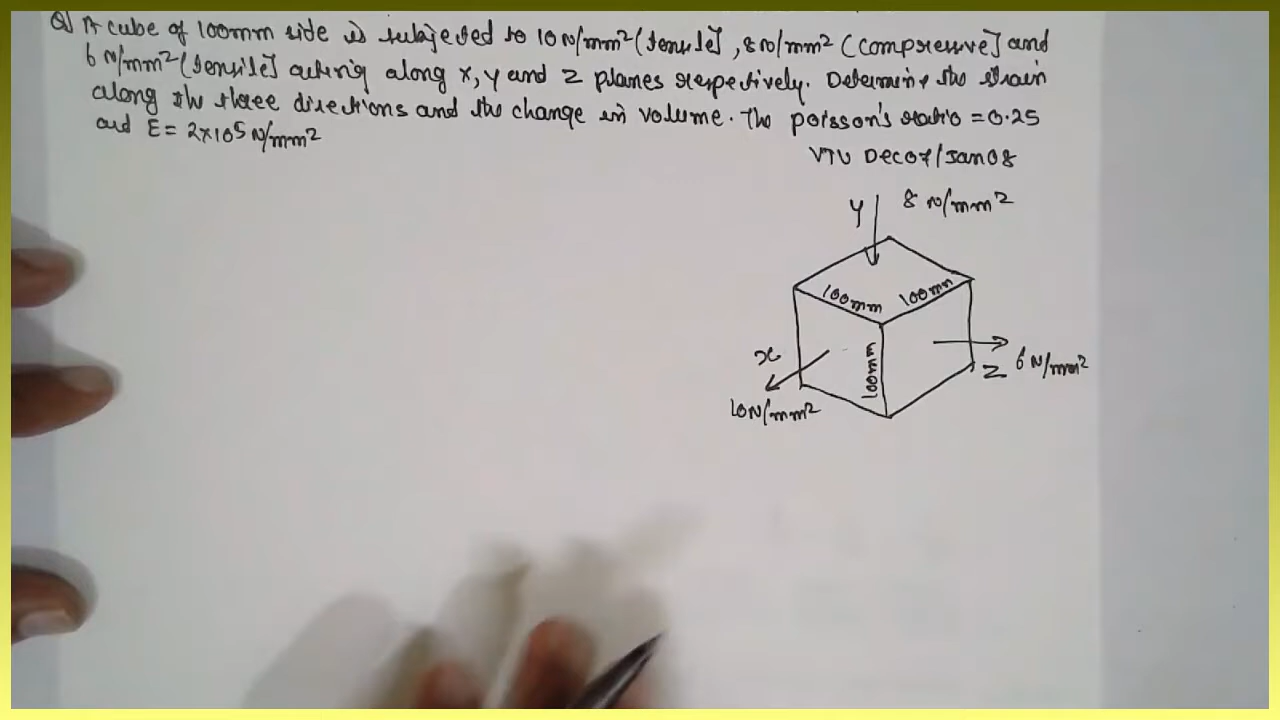 Q] A cube of 100mm side is subjected to 10 N/mm² (tensile], 8 N/mm² (compressive] and
6 N/mm² (tensile] acting along x, y and z planes respectively. Determine the strain
along the three directions and the change in volume. The poisson's ratio = 0.25
and E = 2×10⁵ N/mm²
VTU Dec07/Jan08
Y 8 N/mm²
100mm 100mm
100mm
x
10N/mm²
Z 6 N/mm²